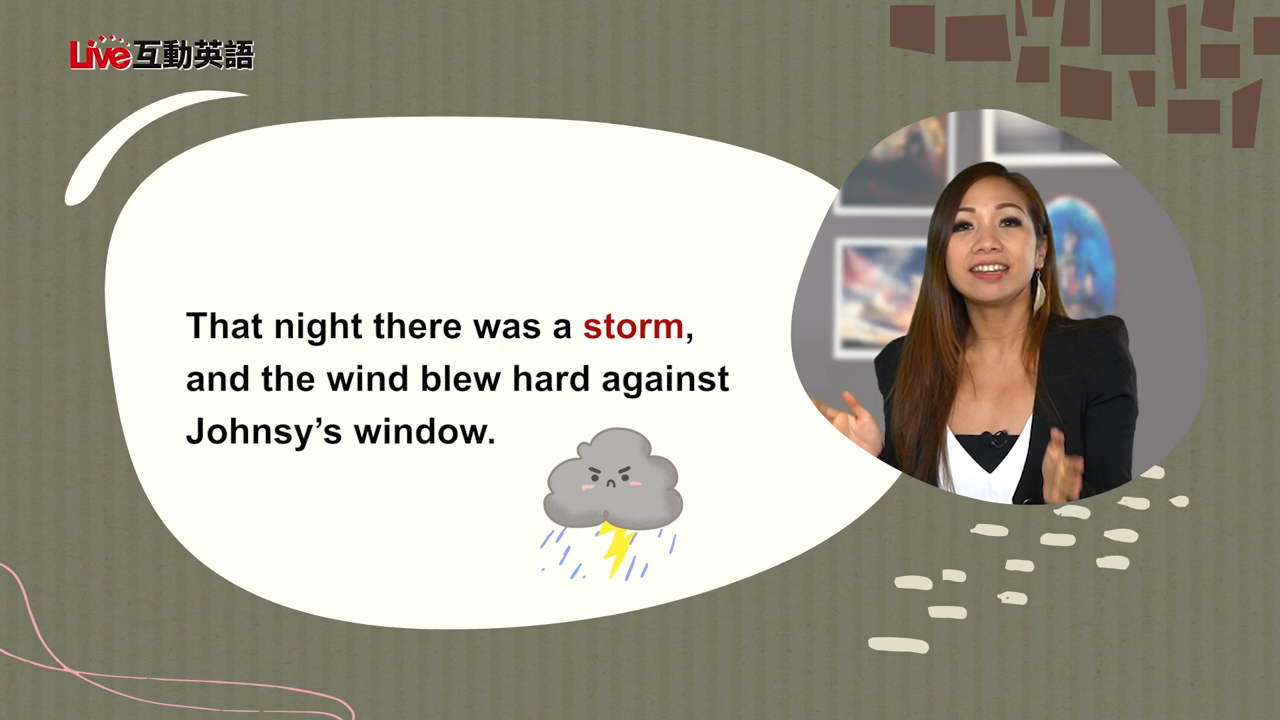 Live互動英語
That night there was a storm,
and the wind blew hard against
Johnsy’s window.